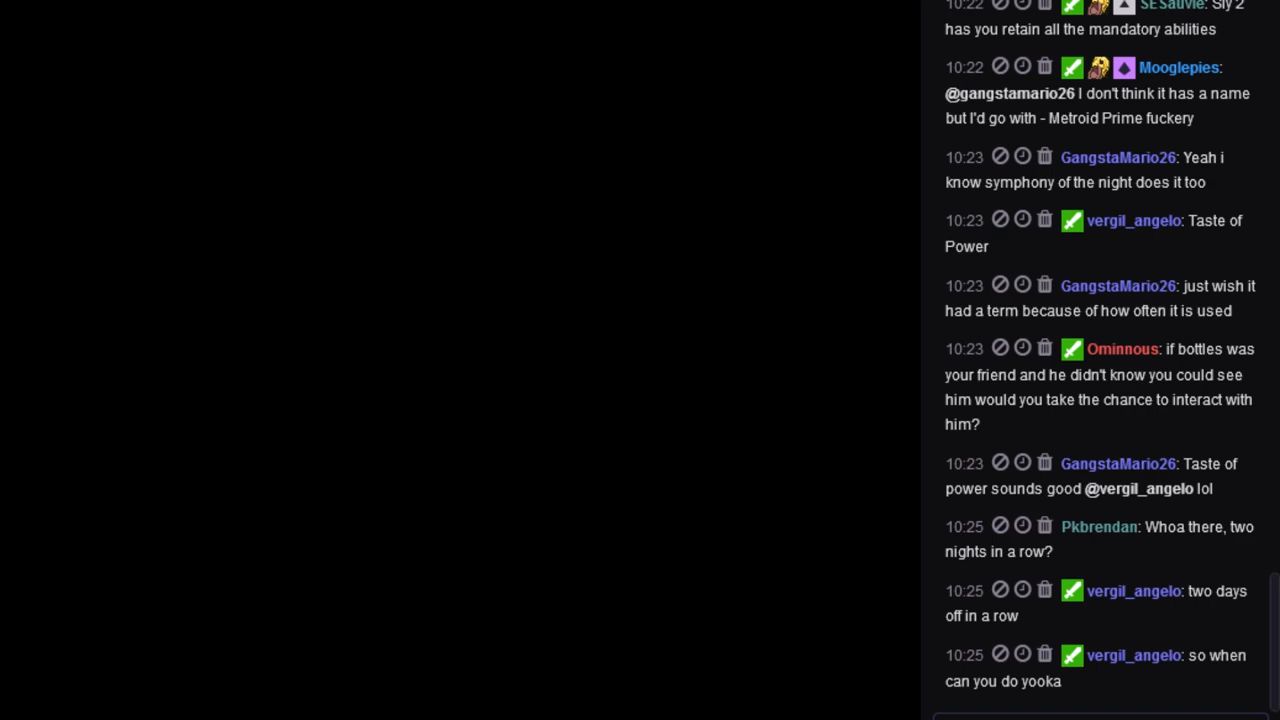 10:22 SESauvie: Sly 2
has you retain all the mandatory abilities
10:22 Mooglepies:
@gangstamario26 I don't think it has a name
but I'd go with - Metroid Prime fuckery
10:23 GangstaMario26: Yeah i
know symphony of the night does it too
10:23 vergil_angelo: Taste of
Power
10:23 GangstaMario26: just wish it
had a term because of how often it is used
10:23 Ominnous: if bottles was
your friend and he didn't know you could see
him would you take the chance to interact with
him?
10:23 GangstaMario26: Taste of
power sounds good @vergil_angelo lol
10:25 Pkbrendan: Whoa there, two
nights in a row?
10:25 vergil_angelo: two days
off in a row
10:25 vergil_angelo: so when
can you do yooka